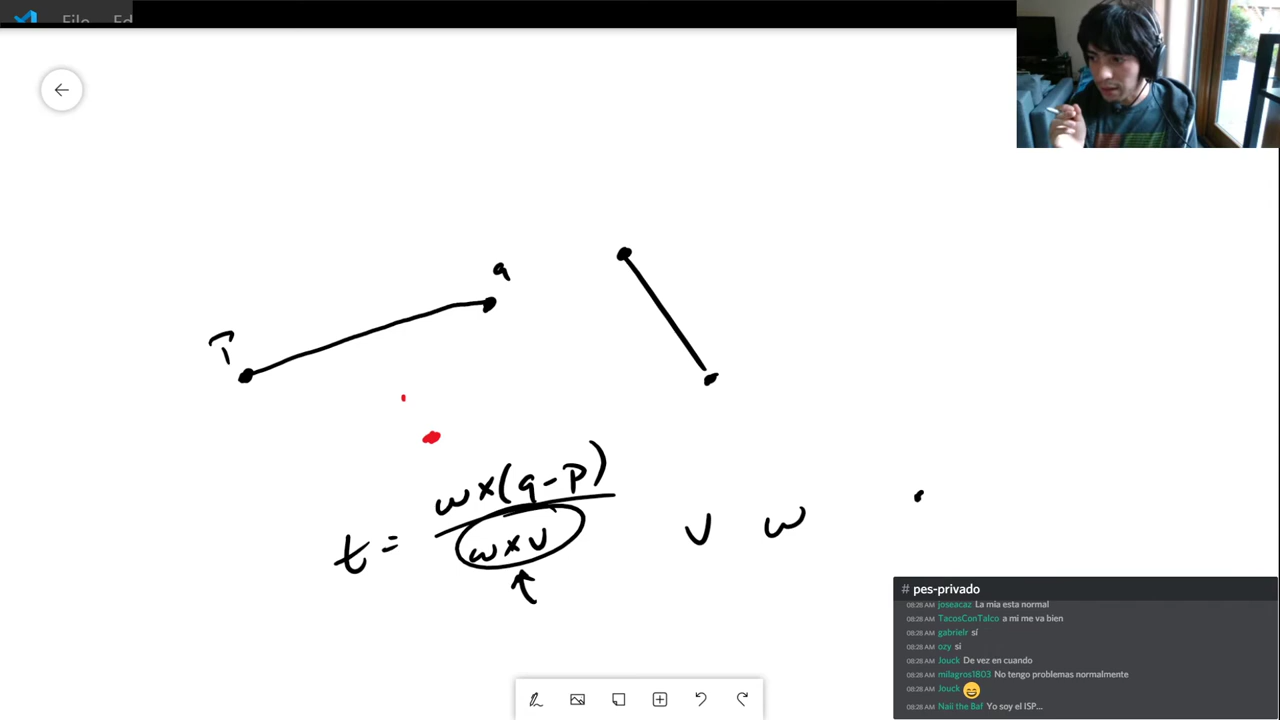 File Ed
q
P
w×(q-P)
t=
w×v
v w
# pes-privado
08:28 AM joseacaz La mia esta normal
08:28 AM TacosConTalco a mi me va bien
08:28 AM gabrielr sí
08:28 AM ozy si
08:28 AM Jouck De vez en cuando
08:28 AM milagros1803 No tengo problemas normalmente
08:28 AM Jouck 😄
08:28 AM Naii the Baf Yo soy el ISP...